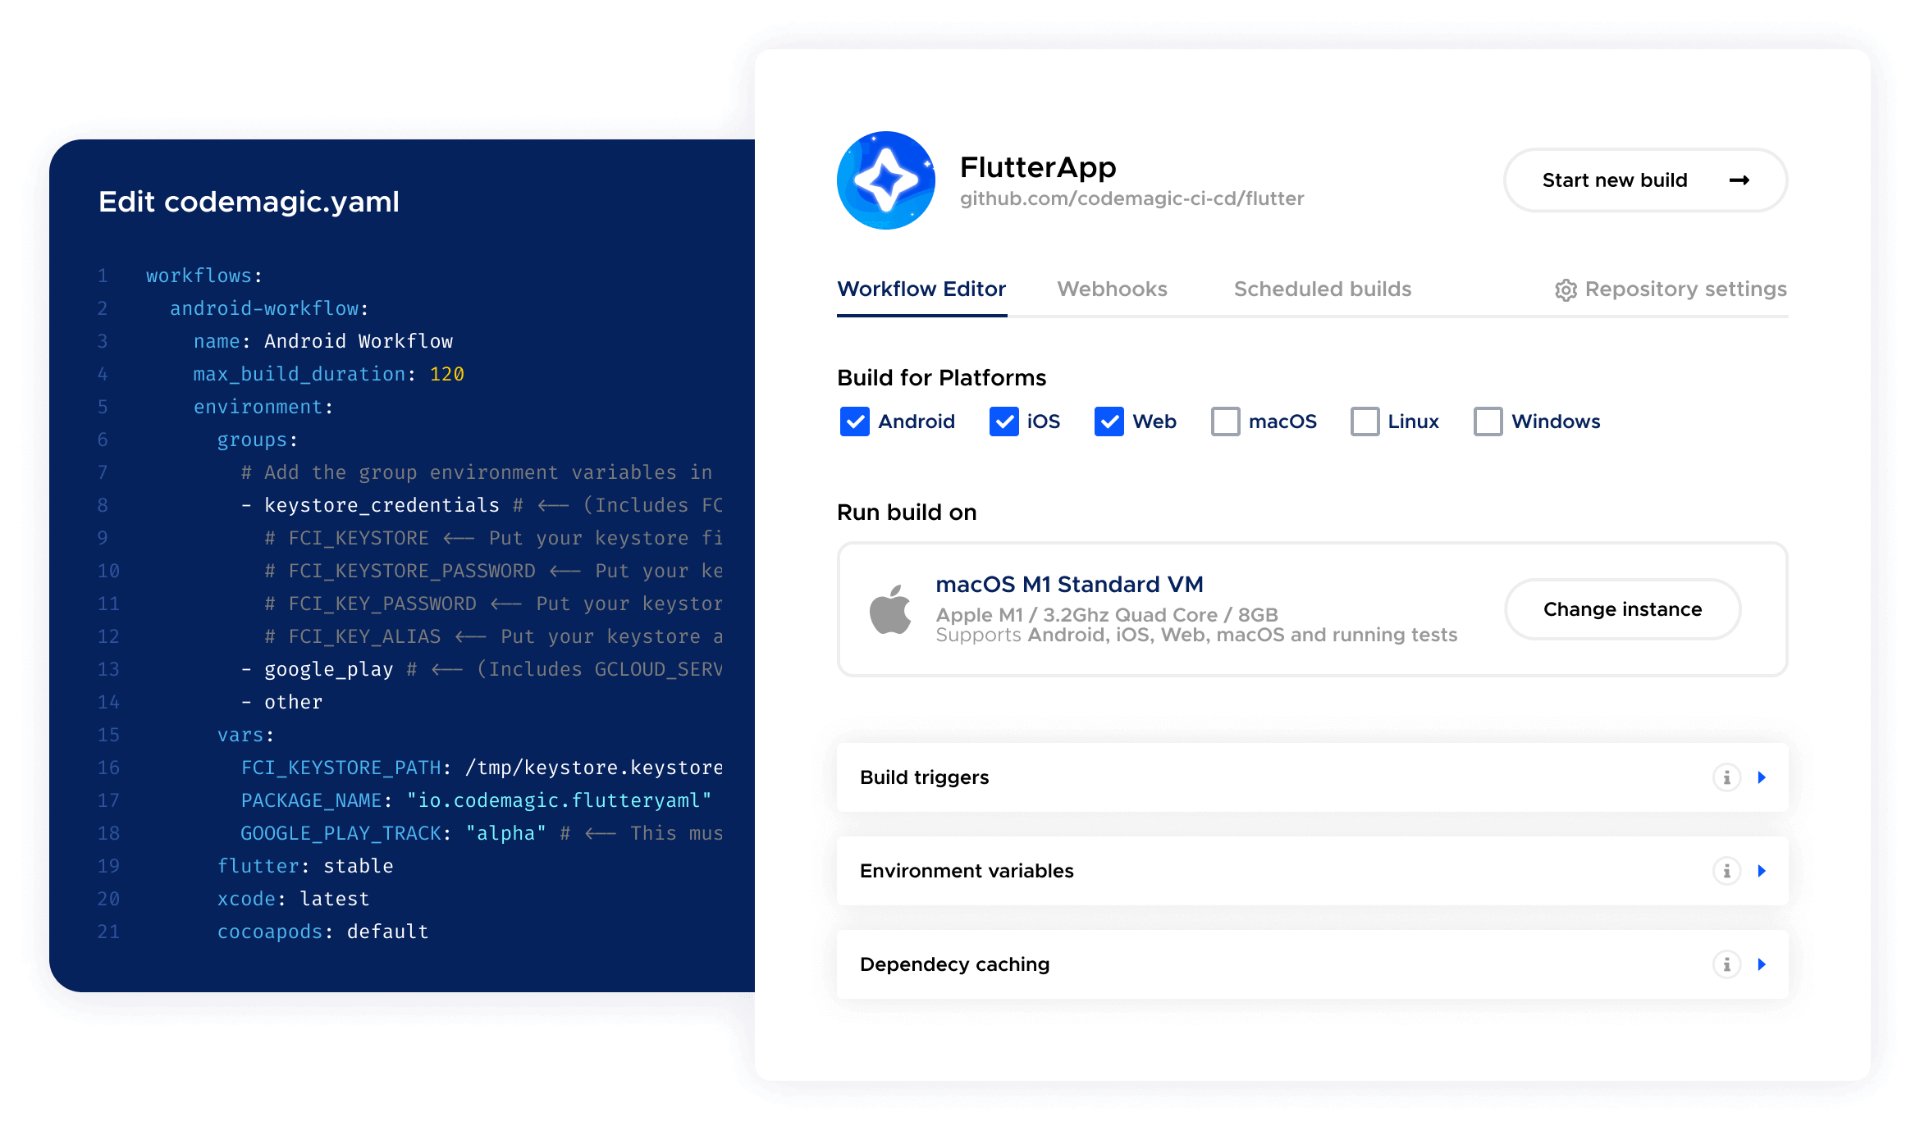 Edit codemagic.yaml
1 workflows:
2 android-workflow:
3 name: Android Workflow
4 max_build_duration: 120
5 environment:
6 groups:
7 # Add the group environment variables in
8 - keystore_credentials # <-- (Includes FC
9 # FCI_KEYSTORE <-- Put your keystore fi
10 # FCI_KEYSTORE_PASSWORD <-- Put your ke
11 # FCI_KEY_PASSWORD <-- Put your keystor
12 # FCI_KEY_ALIAS <-- Put your keystore a
13 - google_play # <-- (Includes GCLOUD_SERV
14 - other
15 vars:
16 FCI_KEYSTORE_PATH: /tmp/keystore.keystore
17 PACKAGE_NAME: "io.codemagic.flutteryaml"
18 GOOGLE_PLAY_TRACK: "alpha" # <-- This mus
19 flutter: stable
20 xcode: latest
21 cocoapods: default
FlutterApp
github.com/codemagic-ci-cd/flutter
Start new build →
Workflow Editor Webhooks Scheduled builds Repository settings
Build for Platforms
Android iOS Web macOS Linux Windows
Run build on
macOS M1 Standard VM
Apple M1 / 3.2Ghz Quad Core / 8GB
Supports Android, iOS, Web, macOS and running tests
Change instance
Build triggers
Environment variables
Dependecy caching